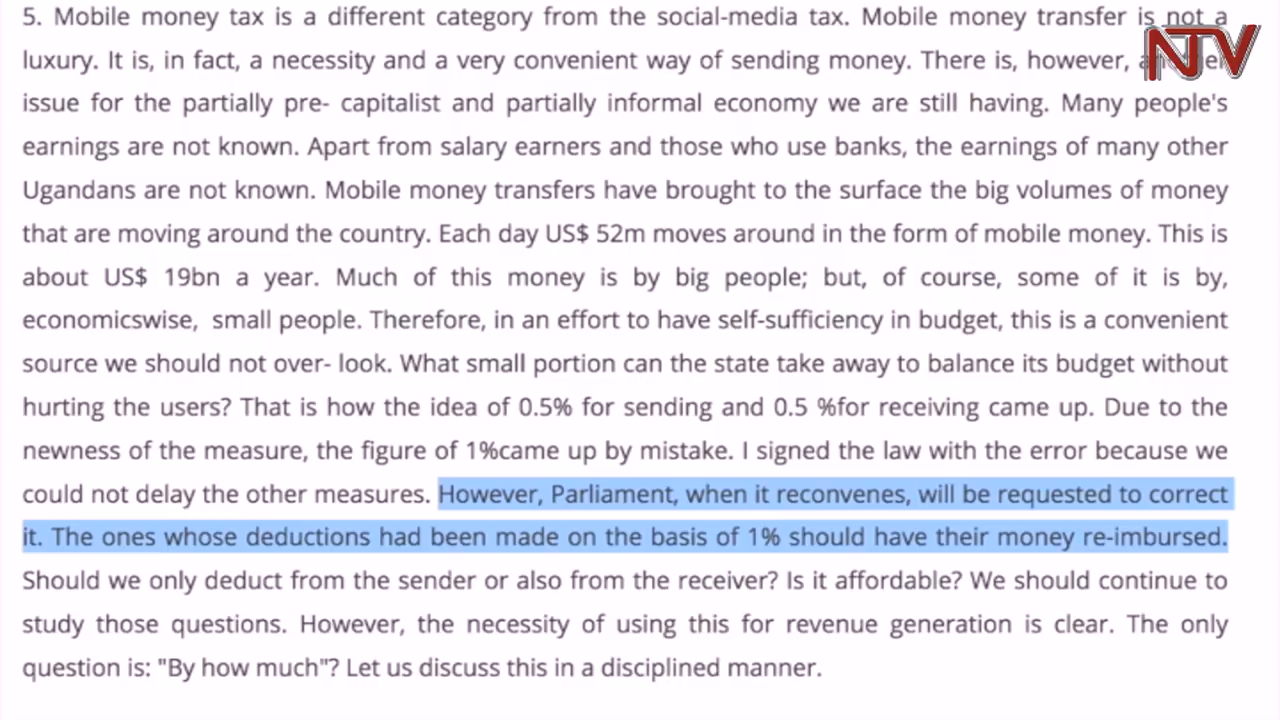 5. Mobile money tax is a different category from the social-media tax. Mobile money transfer is not a
NTV
luxury. It is, in fact, a necessity and a very convenient way of sending money. There is, however,
issue for the partially pre- capitalist and partially informal economy we are still having. Many people's
earnings are not known. Apart from salary earners and those who use banks, the earnings of many other
Ugandans are not known. Mobile money transfers have brought to the surface the big volumes of money
that are moving around the country. Each day US$ 52m moves around in the form of mobile money. This is
about US$ 19bn a year. Much of this money is by big people; but, of course, some of it is by,
economicswise, small people. Therefore, in an effort to have self-sufficiency in budget, this is a convenient
source we should not over- look. What small portion can the state take away to balance its budget without
hurting the users? That is how the idea of 0.5% for sending and 0.5 %for receiving came up. Due to the
newness of the measure, the figure of 1%came up by mistake. I signed the law with the error because we
could not delay the other measures. However, Parliament, when it reconvenes, will be requested to correct
it. The ones whose deductions had been made on the basis of 1% should have their money re-imbursed.
Should we only deduct from the sender or also from the receiver? Is it affordable? We should continue to
study those questions. However, the necessity of using this for revenue generation is clear. The only
question is: "By how much"? Let us discuss this in a disciplined manner.